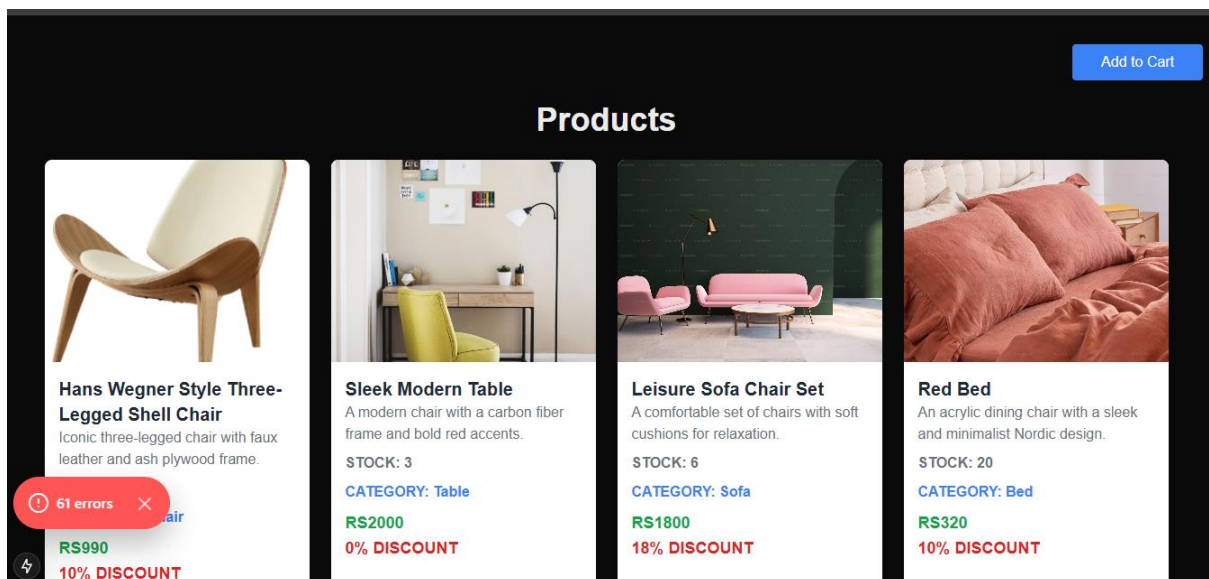 Add to Cart
Products
Hans Wegner Style Three-
Legged Shell Chair
Iconic three-legged chair with faux
leather and ash plywood frame.
air
RS990
10% DISCOUNT
Sleek Modern Table
A modern chair with a carbon fiber
frame and bold red accents.
STOCK: 3
CATEGORY: Table
RS2000
0% DISCOUNT
Leisure Sofa Chair Set
A comfortable set of chairs with soft
cushions for relaxation.
STOCK: 6
CATEGORY: Sofa
RS1800
18% DISCOUNT
Red Bed
An acrylic dining chair with a sleek
and minimalist Nordic design.
STOCK: 20
CATEGORY: Bed
RS320
10% DISCOUNT
61 errors